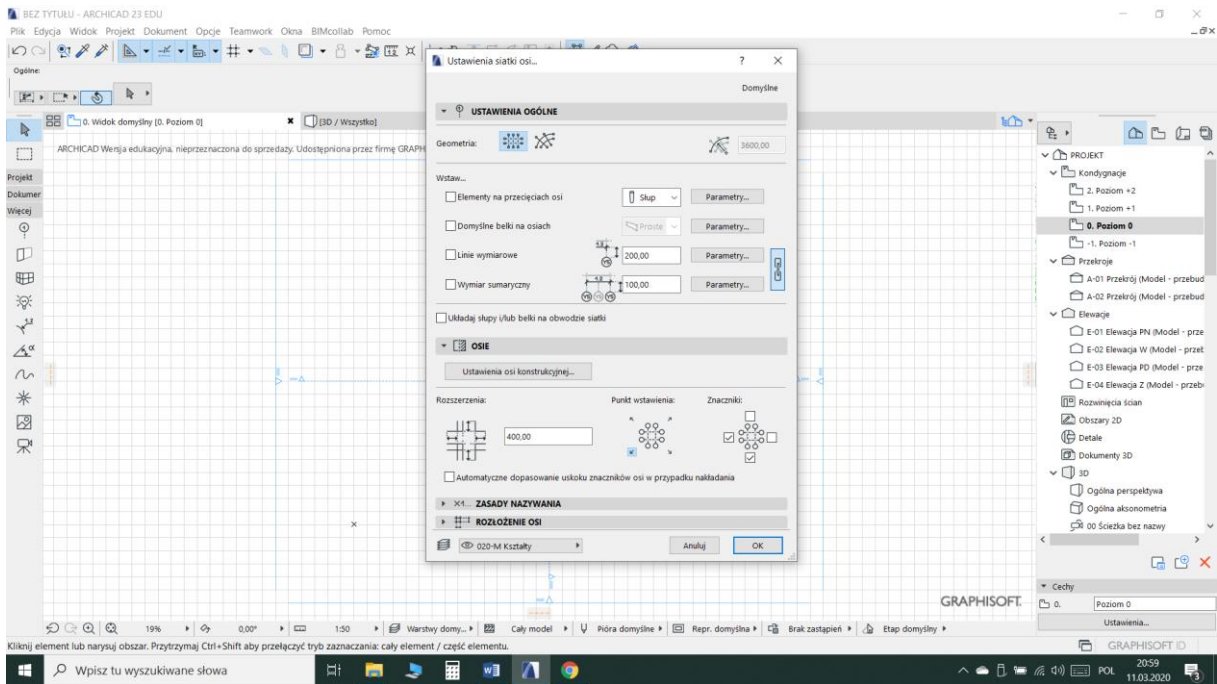 BEZ TYTUŁU - ARCHICAD 23 EDU
Plik Edycja Widok Projekt Dokument Opcje Teamwork Okna BIMcollab Pomoc
Ogólne:
0. Widok domyślny [0. Poziom 0]
[3D / Wszystko]
ARCHICAD Wersja edukacyjna, nieprzeznaczona do sprzedaży. Udostępniona przez firmę GRAPH
Projekt
Dokumer
Więcej
Ustawienia siatki osi...
?
Domyślne
USTAWIENIA OGÓLNE
Geometria:
3600,00
Wstaw...
Elementy na przecięciach osi
Słup
Parametry...
Domyślne belki na osiach
Proste
Parametry...
Linie wymiarowe
200,00
Parametry...
Wymiar sumaryczny
100,00
Parametry...
Układaj słupy i/lub belki na obwodzie siatki
OSIE
Ustawienia osi konstrukcyjnej...
Rozszerzenia:
Punkt wstawienia:
Znaczniki:
400,00
Automatyczne dopasowanie uskoku znaczników osi w przypadku nakładania
ZASADY NAZYWANIA
ROZŁOŻENIE OSI
020-M Kształty
Anuluj
OK
PROJEKT
Kondygnacje
2. Poziom +2
1. Poziom +1
0. Poziom 0
-1. Poziom -1
Przekroje
A-01 Przekrój (Model - przebud
A-02 Przekrój (Model - przebud
Elewacje
E-01 Elewacja PN (Model - prze
E-02 Elewacja W (Model - przeb
E-03 Elewacja PD (Model - prze
E-04 Elewacja Z (Model - przebu
Rozwinięcia ścian
Obszary 2D
Detale
Dokumenty 3D
3D
Ogólna perspektywa
Ogólna aksonometria
00 Ścieżka bez nazwy
Cechy
0.
Poziom 0
Ustawienia...
GRAPHISOFT.
19%
0,00°
1:50
Warstwy domy...
Cały model
Pióra domyślne
Repr. domyślna
Brak zastąpień
Etap domyślny
Kliknij element lub narysuj obszar. Przytrzymaj Ctrl+Shift aby przełączyć tryb zaznaczania: cały element / część elementu.
GRAPHISOFT ID
Wpisz tu wyszukiwane słowa
POL
20:59
11.03.2020